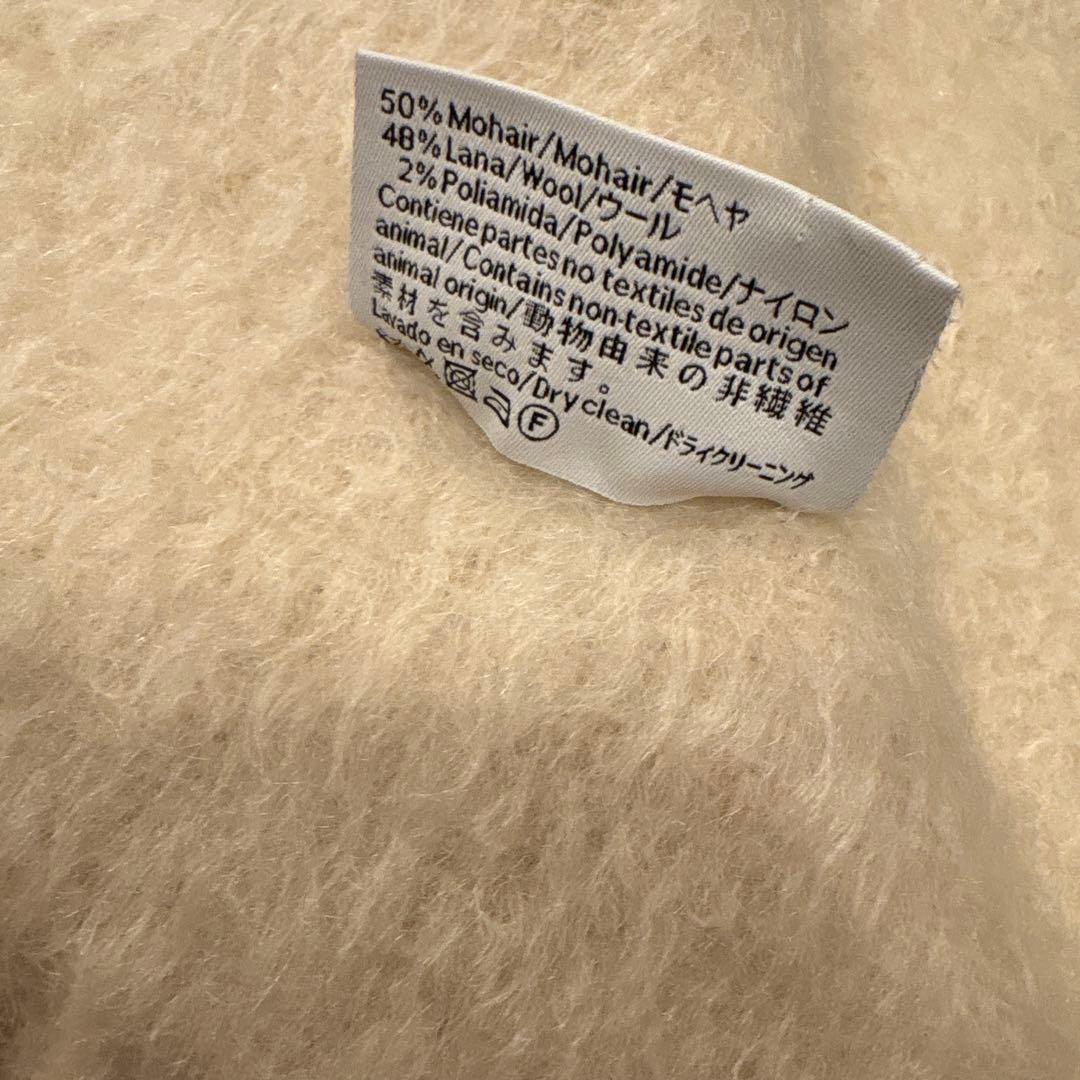 50% Mohair/Mohair/モヘヤ
48% Lana/Wool/ウール
2% Poliamida/Polyamide/ナイロン
Contiene partes no textiles de origen
animal/Contains non-textile parts of
animal origin/動物由来の非繊維
素材を含みます。
Lavado en seco/Dry clean/ドライクリーニング
F